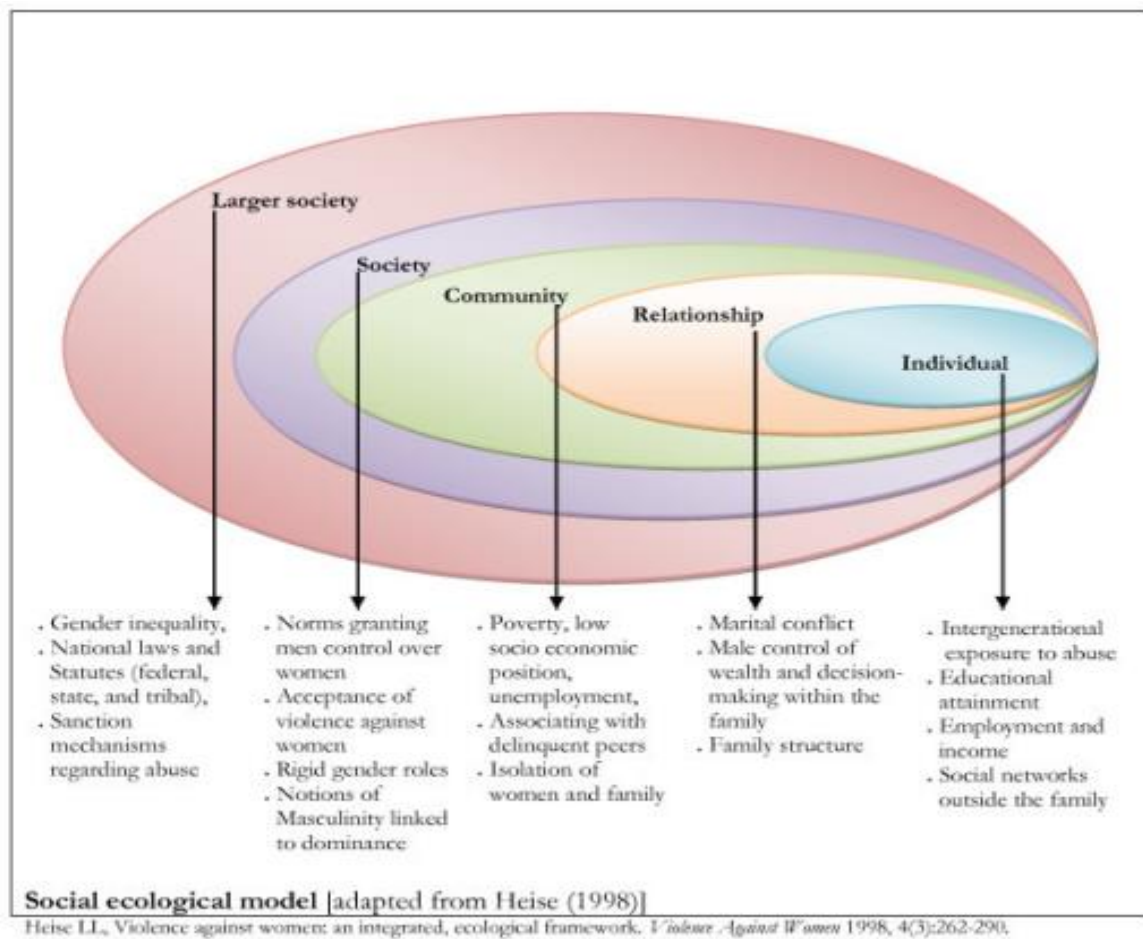 Larger society
Society
Community
Relationship
Individual
. Gender inequality,
. National laws and
Statutes (federal,
state, and tribal),
. Sanction
mechanisms
regarding abuse
. Norms granting
men control over
women
. Acceptance of
violence against
women
. Rigid gender roles
. Notions of
Masculinity linked
to dominance
. Poverty, low
socio economic
position,
unemployment,
. Associating with
delinquent peers
. Isolation of
women and family
. Marital conflict
. Male control of
wealth and decision-
making within the
family
. Family structure
. Intergenerational
exposure to abuse
. Educational
attainment
. Employment and
income
. Social networks
outside the family
Social ecological model [adapted from Heise (1998)]
Heise LL, Violence against women: an integrated, ecological framework. Violence Against Women 1998, 4(3):262-290.